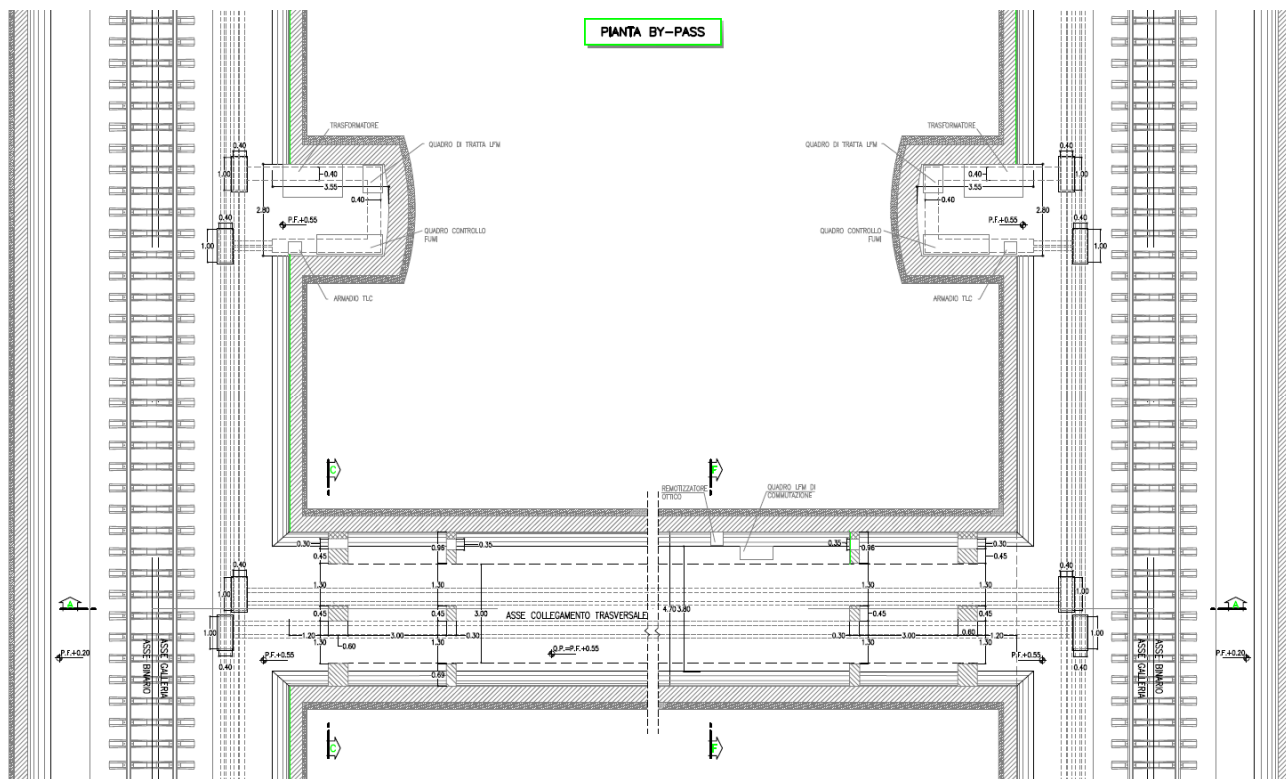 PIANTA BY-PASS
TRASFORMATORE
TRASFORMATORE
0.40
QUADRO DI TRATTA LFM
QUADRO DI TRATTA LFM
0.40
1.00
0.40
3.55
0.40
3.55
1.00
0.40
0.40
0.40
2.80
P.F.+0.55
P.F.+0.55
2.80
0.40
1.00
QUADRO CONTROLLO
FUMI
QUADRO CONTROLLO
FUMI
1.00
ARMADIO TLC
ARMADIO TLC
C
F
REMOTIZZATORE
OTTICO
QUADRO LFM DI
COMMUTAZIONE
0.30
0.96
0.35
0.35
0.96
0.30
0.45
0.45
0.40
0.40
1.30
1.30
1.30
1.30
1.00
1.00
A
A
0.45
0.45
3.00
ASSE COLLEGAMENTO TRASVERSALE
4.70
3.80
0.45
0.45
1.00
1.20
3.00
0.30
0.30
3.00
0.60
1.20
1.00
0.60
1.30
1.30
1.30
P.F.+0.20
P.F.+0.55
Q.P.=P.F.+0.55
P.F.+0.55
P.F.+0.20
0.40
0.69
0.40
ASSE GALLERIA
ASSE BINARIO
ASSE BINARIO
ASSE GALLERIA
C
F